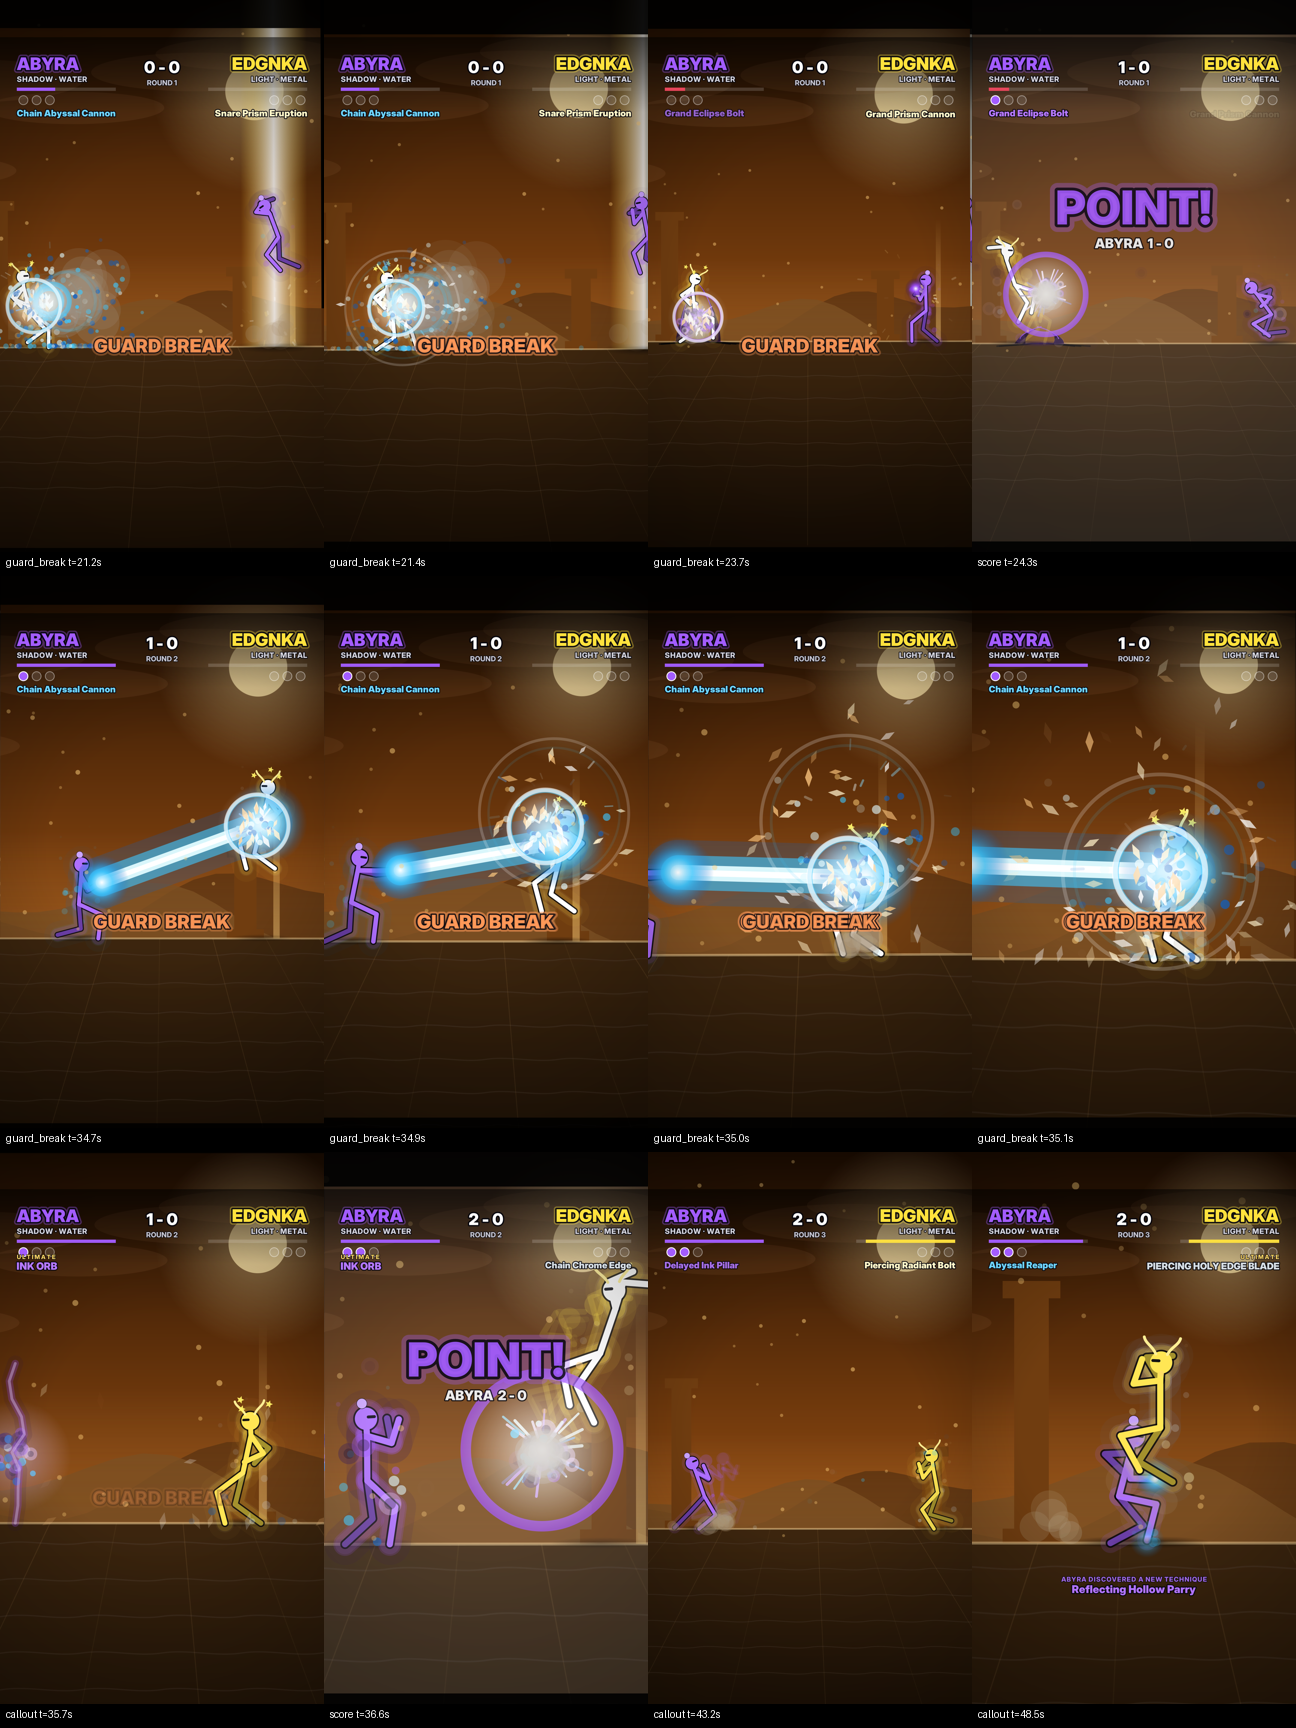 ABYRA
SHADOW · WATER
0-0
ROUND 1
EDGNKA
LIGHT · METAL
Chain Abyssal Cannon
Snare Prism Eruption
GUARD BREAK
guard_break t=21.2s
ABYRA
SHADOW · WATER
0-0
ROUND 1
EDGNKA
LIGHT · METAL
Chain Abyssal Cannon
Snare Prism Eruption
GUARD BREAK
guard_break t=21.4s
ABYRA
SHADOW · WATER
0-0
ROUND 1
EDGNKA
LIGHT · METAL
Grand Eclipse Bolt
Grand Prism Cannon
GUARD BREAK
guard_break t=23.7s
ABYRA
SHADOW · WATER
1-0
ROUND 1
EDGNKA
LIGHT · METAL
Grand Eclipse Bolt
Grand Prism Cannon
POINT!
ABYRA 1-0
score t=24.3s
ABYRA
SHADOW · WATER
1-0
ROUND 2
EDGNKA
LIGHT · METAL
Chain Abyssal Cannon
GUARD BREAK
guard_break t=34.7s
ABYRA
SHADOW · WATER
1-0
ROUND 2
EDGNKA
LIGHT · METAL
Chain Abyssal Cannon
GUARD BREAK
guard_break t=34.9s
ABYRA
SHADOW · WATER
1-0
ROUND 2
EDGNKA
LIGHT · METAL
Chain Abyssal Cannon
GUARD BREAK
guard_break t=35.0s
ABYRA
SHADOW · WATER
1-0
ROUND 2
EDGNKA
LIGHT · METAL
Chain Abyssal Cannon
GUARD BREAK
guard_break t=35.1s
ABYRA
SHADOW · WATER
1-0
ROUND 2
EDGNKA
LIGHT · METAL
ULTIMATE
INK ORB
GUARD BREAK
callout t=35.7s
ABYRA
SHADOW · WATER
2-0
ROUND 2
EDGNKA
LIGHT · METAL
ULTIMATE
INK ORB
Chain Chrome Edge
POINT!
ABYRA 2-0
score t=36.6s
ABYRA
SHADOW · WATER
2-0
ROUND 3
EDGNKA
LIGHT · METAL
Delayed Ink Pillar
Piercing Radiant Bolt
callout t=43.2s
ABYRA
SHADOW · WATER
2-0
ROUND 3
EDGNKA
LIGHT · METAL
Abyssal Reaper
ULTIMATE
PIERCING HOLY EDGE BLADE
ABYRA DISCOVERED A NEW TECHNIQUE
Reflecting Hollow Parry
callout t=48.5s